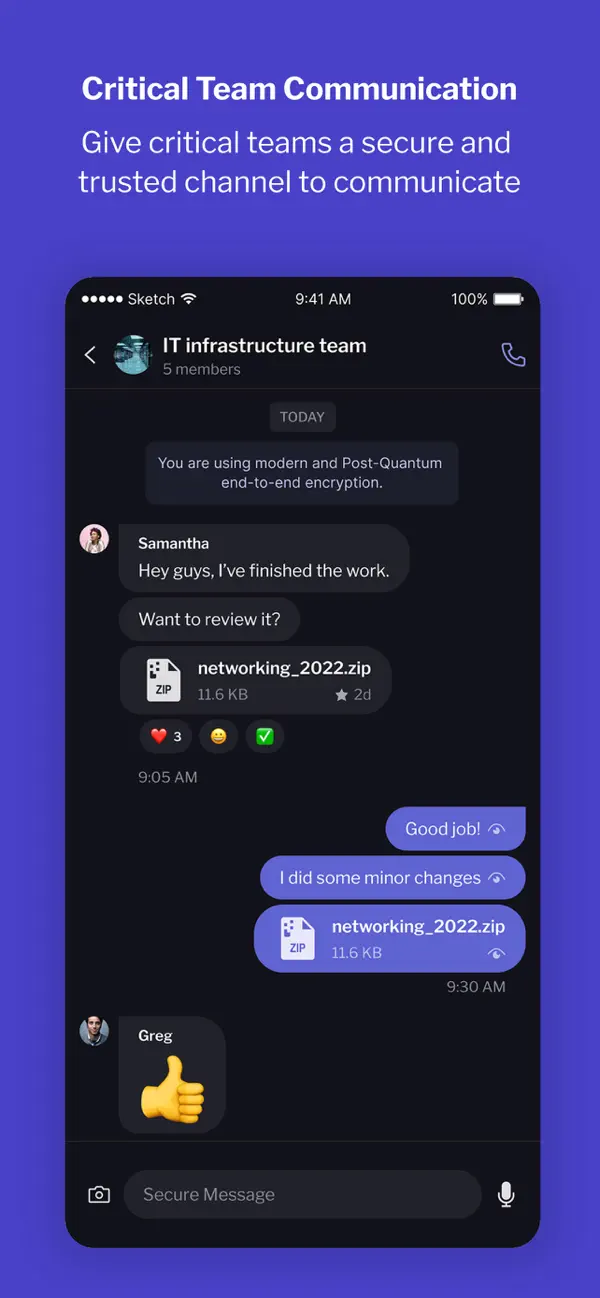 Critical Team Communication
Give critical teams a secure and
trusted channel to communicate
Sketch 9:41 AM 100%
IT infrastructure team
5 members
TODAY
You are using modern and Post-Quantum
end-to-end encryption.
Samantha
Hey guys, I’ve finished the work.
Want to review it?
networking_2022.zip
ZIP
11.6 KB ★ 2d
❤️ 3 😀 ✅
9:05 AM
Good job!
I did some minor changes
networking_2022.zip
ZIP
11.6 KB
9:30 AM
Greg
👍
Secure Message